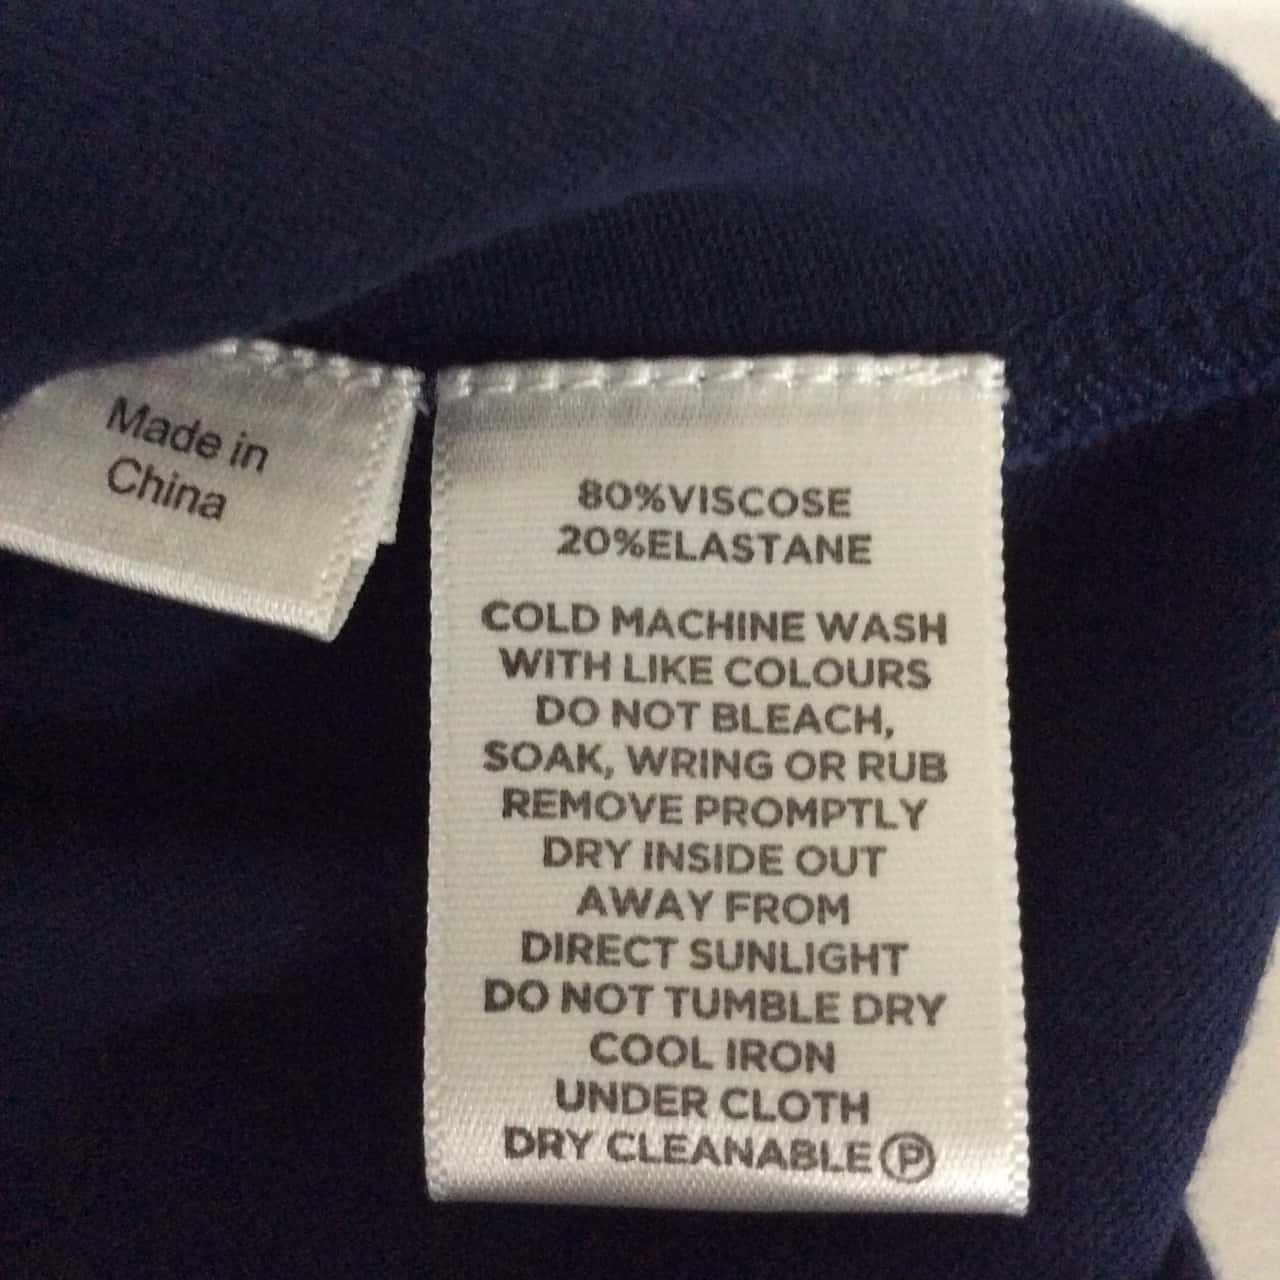 Made in
China
80%VISCOSE
20%ELASTANE
COLD MACHINE WASH
WITH LIKE COLOURS
DO NOT BLEACH,
SOAK, WRING OR RUB
REMOVE PROMPTLY
DRY INSIDE OUT
AWAY FROM
DIRECT SUNLIGHT
DO NOT TUMBLE DRY
COOL IRON
UNDER CLOTH
DRY CLEANABLE Ⓟ